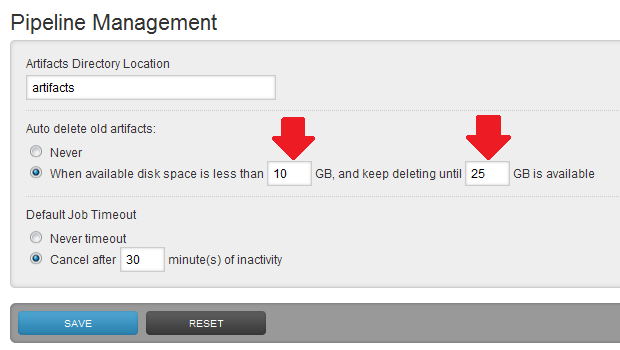 Pipeline Management
Artifacts Directory Location
artifacts
Auto delete old artifacts:
Never
When available disk space is less than 10 GB, and keep deleting until 25 GB is available
Default Job Timeout
Never timeout
Cancel after 30 minute(s) of inactivity
SAVE RESET